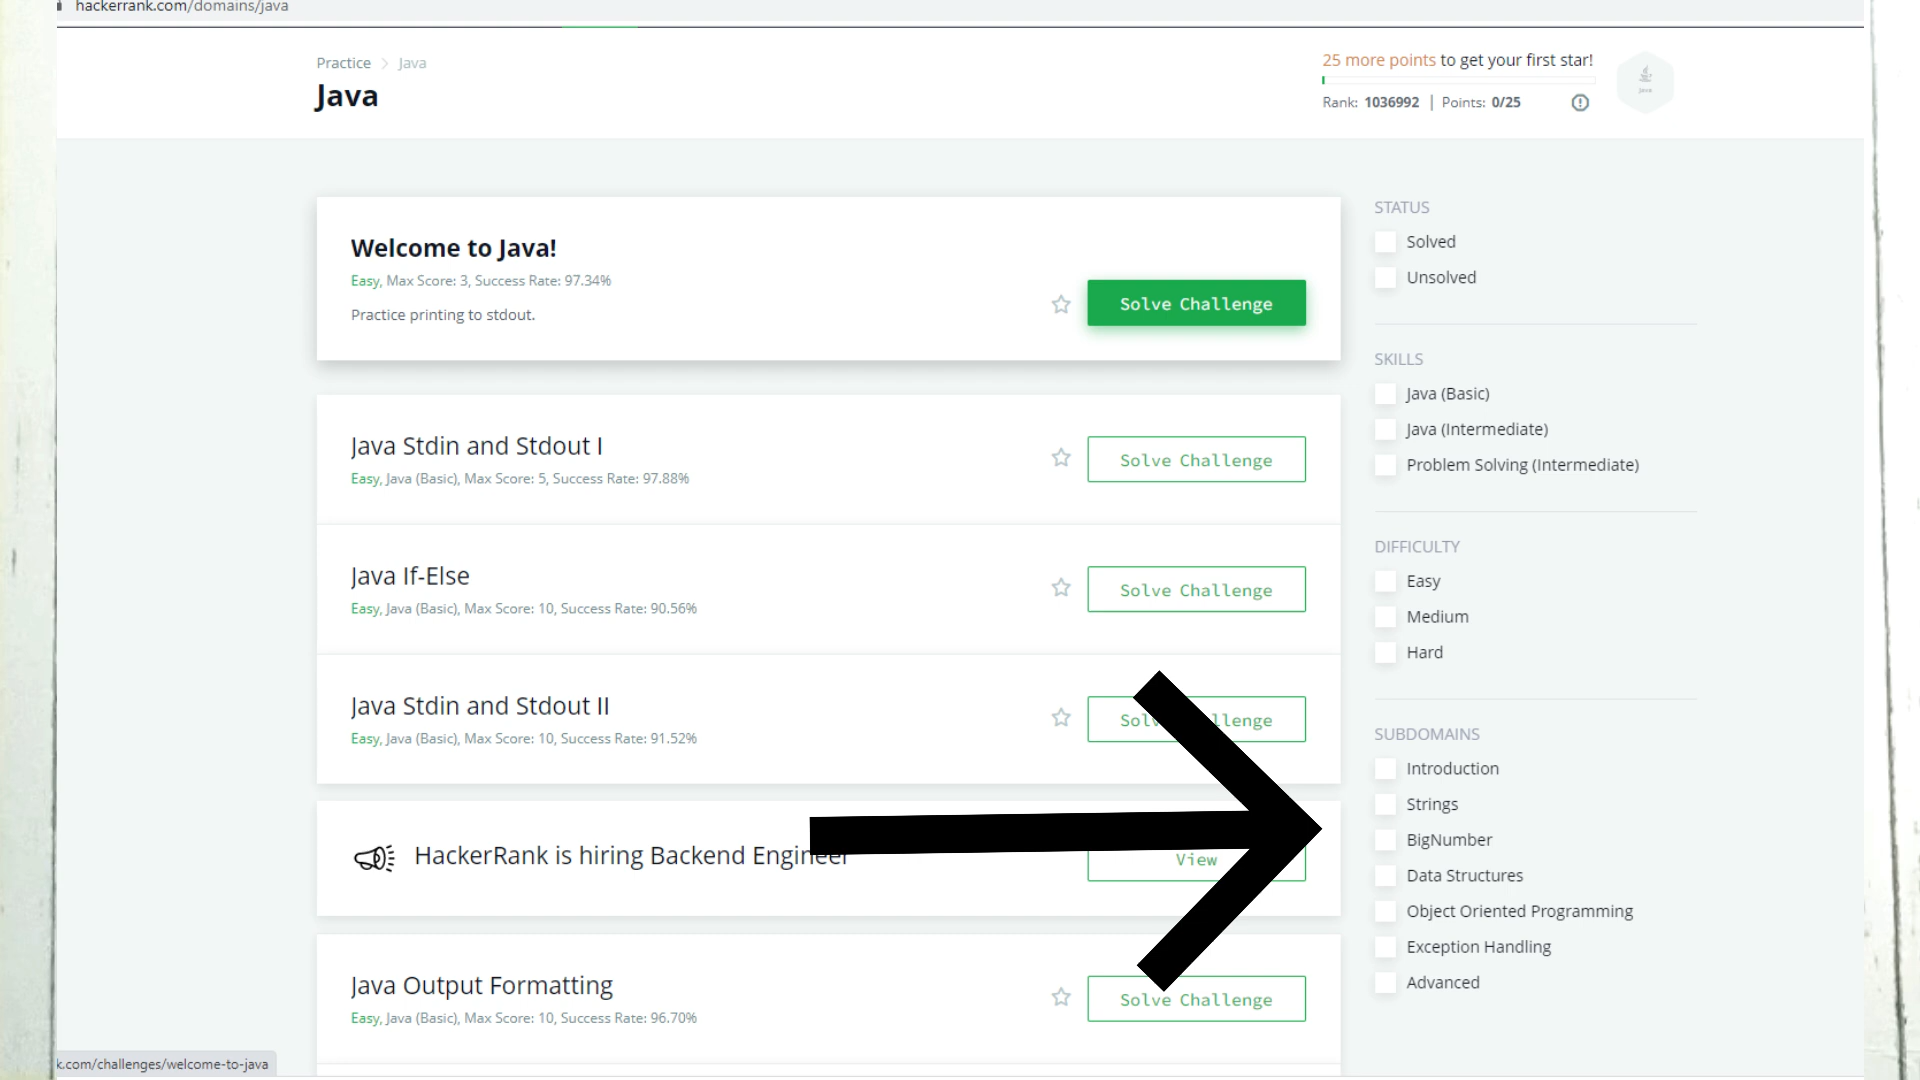 hackerrank.com/domains/java
Practice > Java
Java
25 more points to get your first star!
Rank: 1036992 | Points: 0/25
Java
Welcome to Java!
Easy, Max Score: 3, Success Rate: 97.34%
Practice printing to stdout.
Solve Challenge
Java Stdin and Stdout I
Easy, Java (Basic), Max Score: 5, Success Rate: 97.88%
Solve Challenge
Java If-Else
Easy, Java (Basic), Max Score: 10, Success Rate: 90.56%
Solve Challenge
Java Stdin and Stdout II
Easy, Java (Basic), Max Score: 10, Success Rate: 91.52%
Solve Challenge
HackerRank is hiring Backend Engineer
View
Java Output Formatting
Easy, Java (Basic), Max Score: 10, Success Rate: 96.70%
Solve Challenge
STATUS
Solved
Unsolved
SKILLS
Java (Basic)
Java (Intermediate)
Problem Solving (Intermediate)
DIFFICULTY
Easy
Medium
Hard
SUBDOMAINS
Introduction
Strings
BigNumber
Data Structures
Object Oriented Programming
Exception Handling
Advanced
k.com/challenges/welcome-to-java